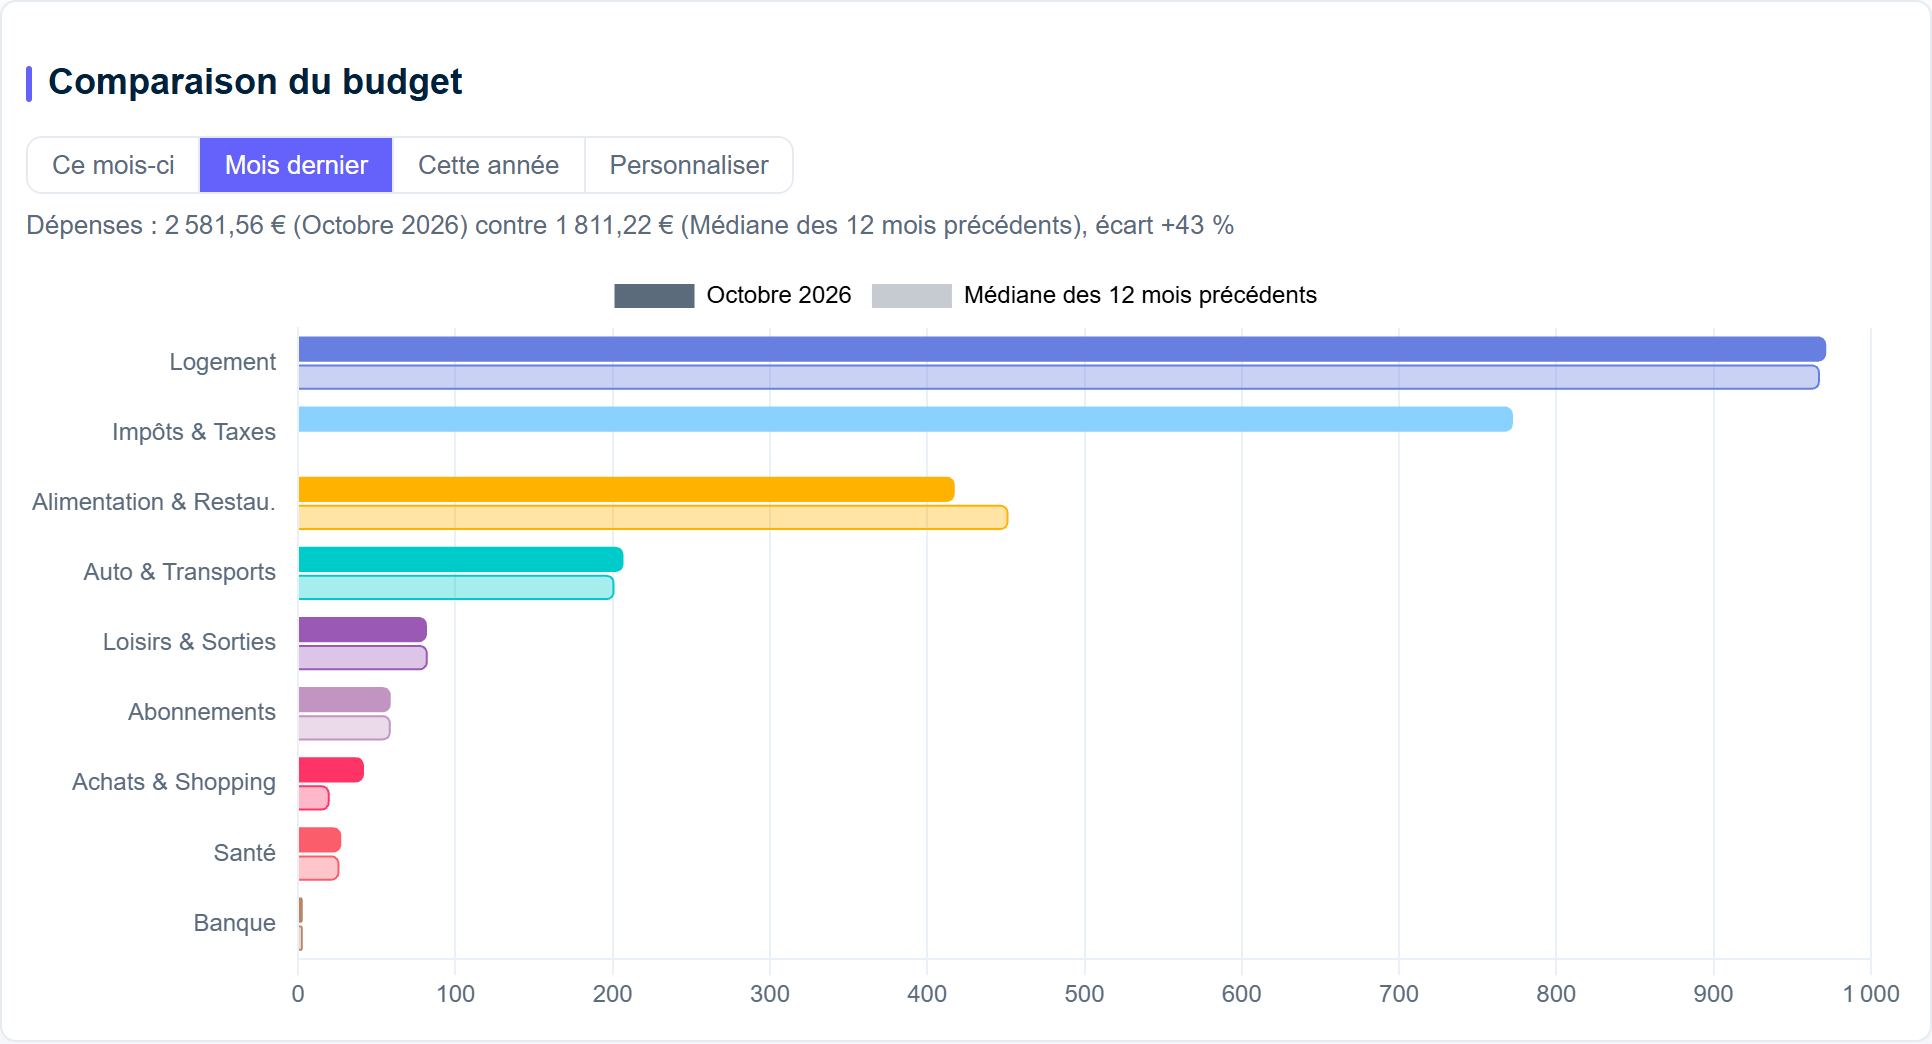 Comparaison du budget
Ce mois-ci Mois dernier Cette année Personnaliser
Dépenses : 2 581,56 € (Octobre 2026) contre 1 811,22 € (Médiane des 12 mois précédents), écart +43 %
Octobre 2026 Médiane des 12 mois précédents
Logement
Impôts & Taxes
Alimentation & Restau.
Auto & Transports
Loisirs & Sorties
Abonnements
Achats & Shopping
Santé
Banque
0 100 200 300 400 500 600 700 800 900 1 000